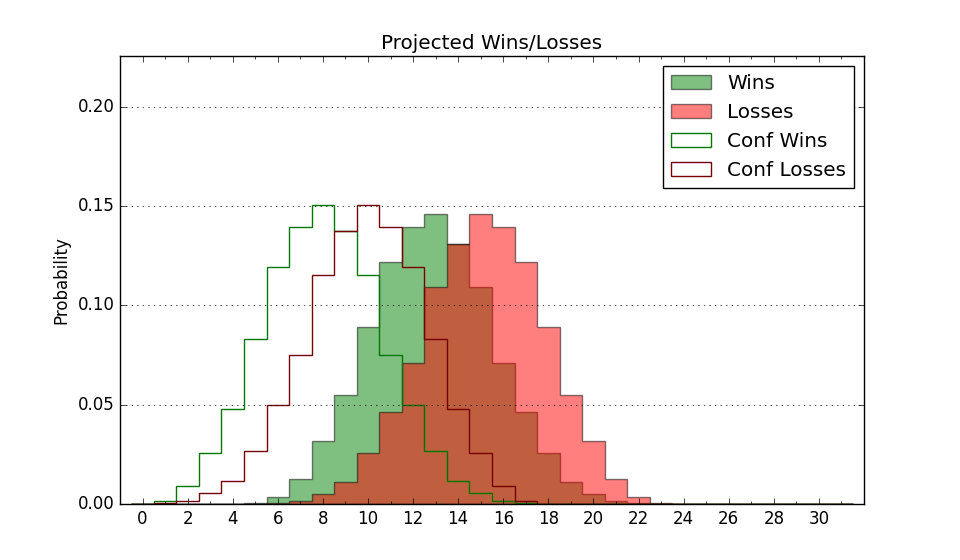 Projected Wins/Losses
Wins
Losses
Conf Wins
Conf Losses
Probability
0.20
0.15
0.10
0.05
0.00
0 2 4 6 8 10 12 14 16 18 20 22 24 26 28 30